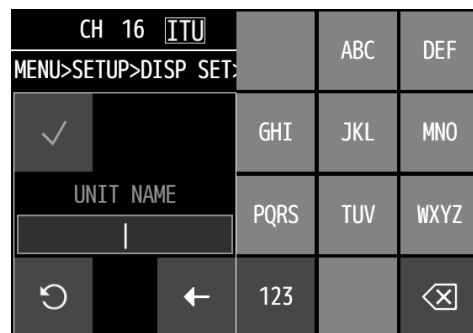 CH 16 ITU
MENU>SETUP>DISP SET>
UNIT NAME
ABC
DEF
GHI
JKL
MNO
PQRS
TUV
WXYZ
123